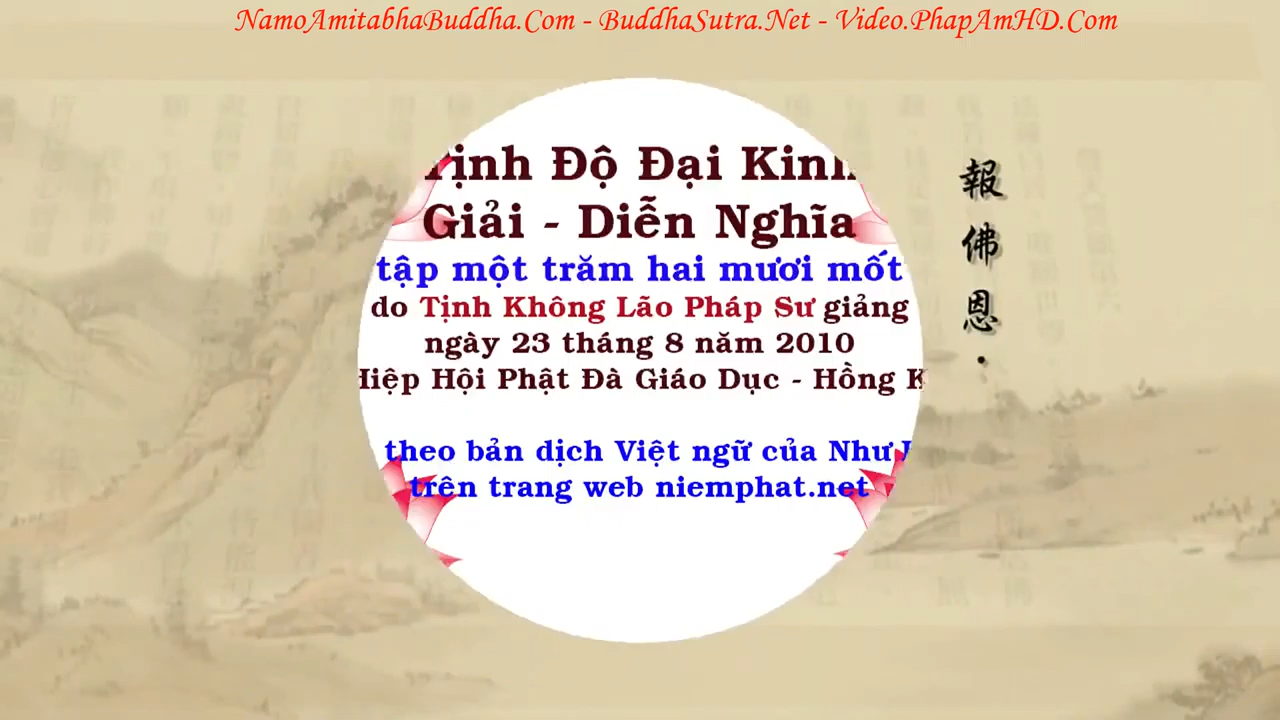 NamoAmitabhaBuddha.Com - BuddhaSutra.Net - Video.PhapAmHD.Com
Độ Đại
Giải - Diễn Nghĩa
tập một trăm hai mươi mốt
do Tịnh Không Lão Pháp Sư giảng
ngày 23 tháng 8 năm 2010
Hội Phật Đà Giáo Dục - Hồng
theo bản dịch Việt ngữ của Như
trên trang web niemphat.net
報佛恩.